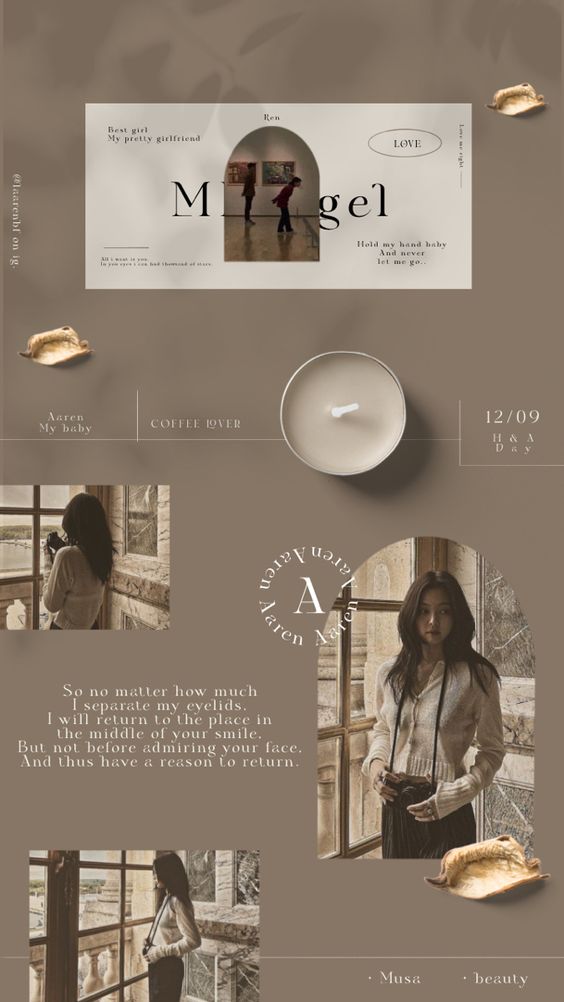 Ren
Best girl
My pretty girlfriend
LOVE
Love me right
@laarenbf on ig.
M gel
All i want is you.
In you eyes i can find thousand of stars.
Hold my hand baby
And never
let me go..
Aaren
My baby
COFFEE LOVER
12/09
H & A
Day
Aaren Aaren Aaren Aaren
A
So no matter how much
I separate my eyelids,
I will return to the place in
the middle of your smile,
But not before admiring your face,
And thus have a reason to return.
• Musa
• beauty